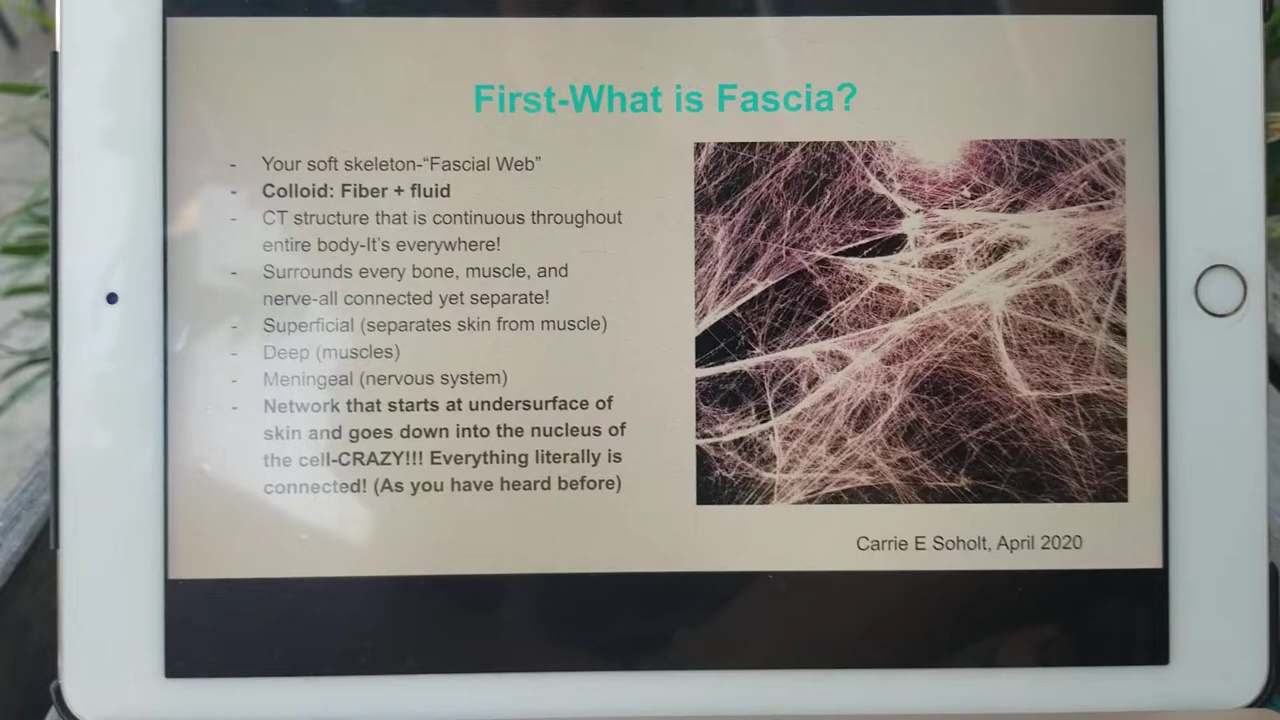 First-What is Fascia?
- Your soft skeleton-“Fascial Web”
- Colloid: Fiber + fluid
- CT structure that is continuous throughout
entire body-It's everywhere!
- Surrounds every bone, muscle, and
nerve-all connected yet separate!
- Superficial (separates skin from muscle)
- Deep (muscles)
- Meningeal (nervous system)
- Network that starts at undersurface of
skin and goes down into the nucleus of
the cell-CRAZY!!! Everything literally is
connected! (As you have heard before)
Carrie E Soholt, April 2020